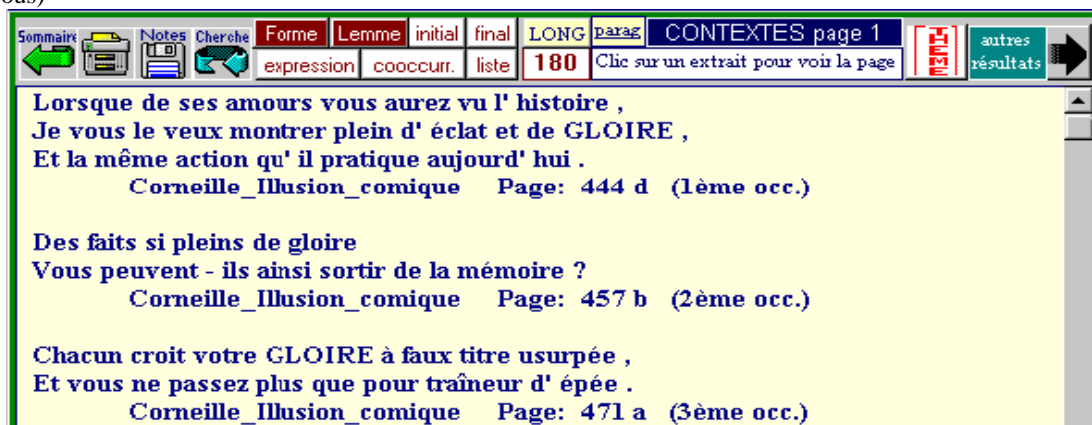 ous)
Sommaire Notes Cherche Forme Lemme initial final LONG parag CONTEXTES page 1 THEME autres
expression cooccurr. liste 180 Clic sur un extrait pour voir la page résultats
Lorsque de ses amours vous aurez vu l' histoire ,
Je vous le veux montrer plein d' éclat et de GLOIRE ,
Et la même action qu' il pratique aujourd' hui .
Corneille_Illusion_comique Page: 444 d (1ème occ.)
Des faits si pleins de gloire
Vous peuvent - ils ainsi sortir de la mémoire ?
Corneille_Illusion_comique Page: 457 b (2ème occ.)
Chacun croit votre GLOIRE à faux titre usurpée ,
Et vous ne passez plus que pour traîneur d' épée .
Corneille_Illusion_comique Page: 471 a (3ème occ.)